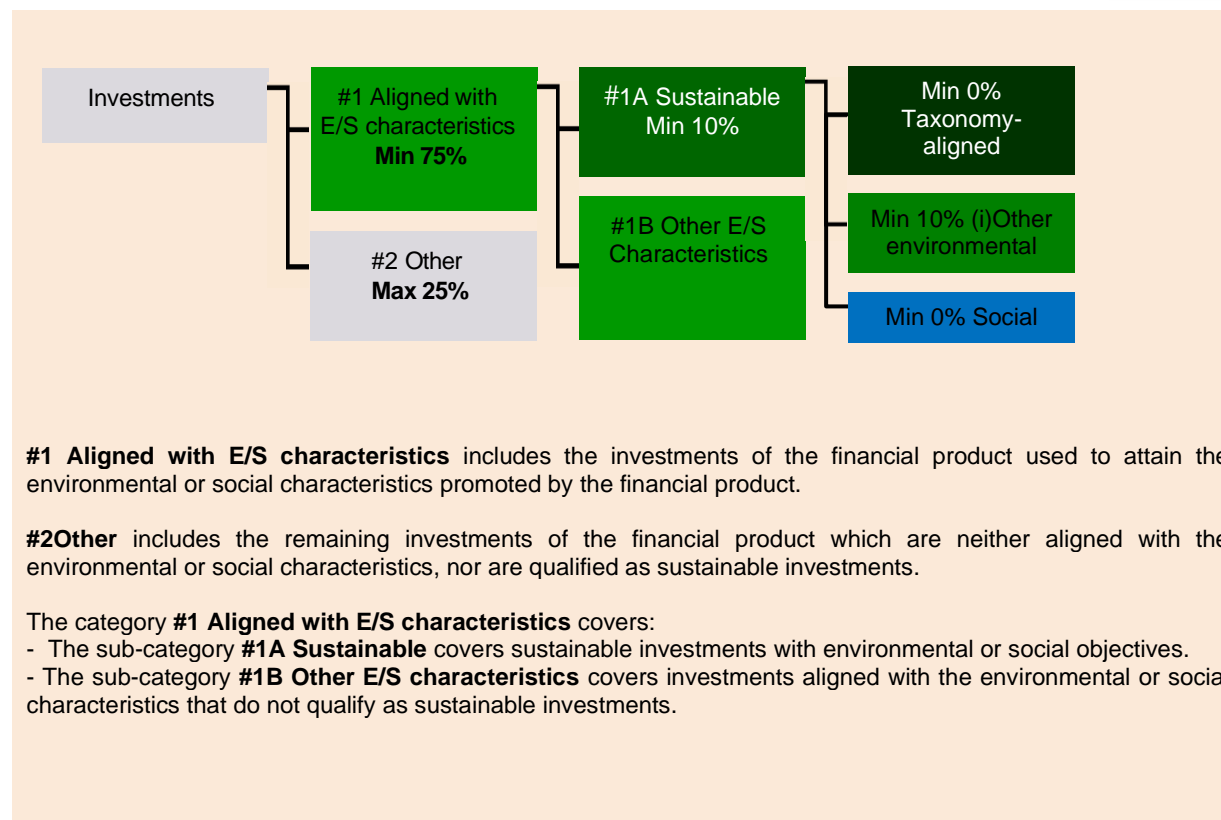 Investments
#1 Aligned with
E/S characteristics
Min 75%
#2 Other
Max 25%
#1A Sustainable
Min 10%
#1B Other E/S
Characteristics
Min 0%
Taxonomy-
aligned
Min 10% (i)Other
environmental
Min 0% Social
#1 Aligned with E/S characteristics includes the investments of the financial product used to attain the
environmental or social characteristics promoted by the financial product.
#2Other includes the remaining investments of the financial product which are neither aligned with the
environmental or social characteristics, nor are qualified as sustainable investments.
The category #1 Aligned with E/S characteristics covers:
- The sub-category #1A Sustainable covers sustainable investments with environmental or social objectives.
- The sub-category #1B Other E/S characteristics covers investments aligned with the environmental or social
characteristics that do not qualify as sustainable investments.